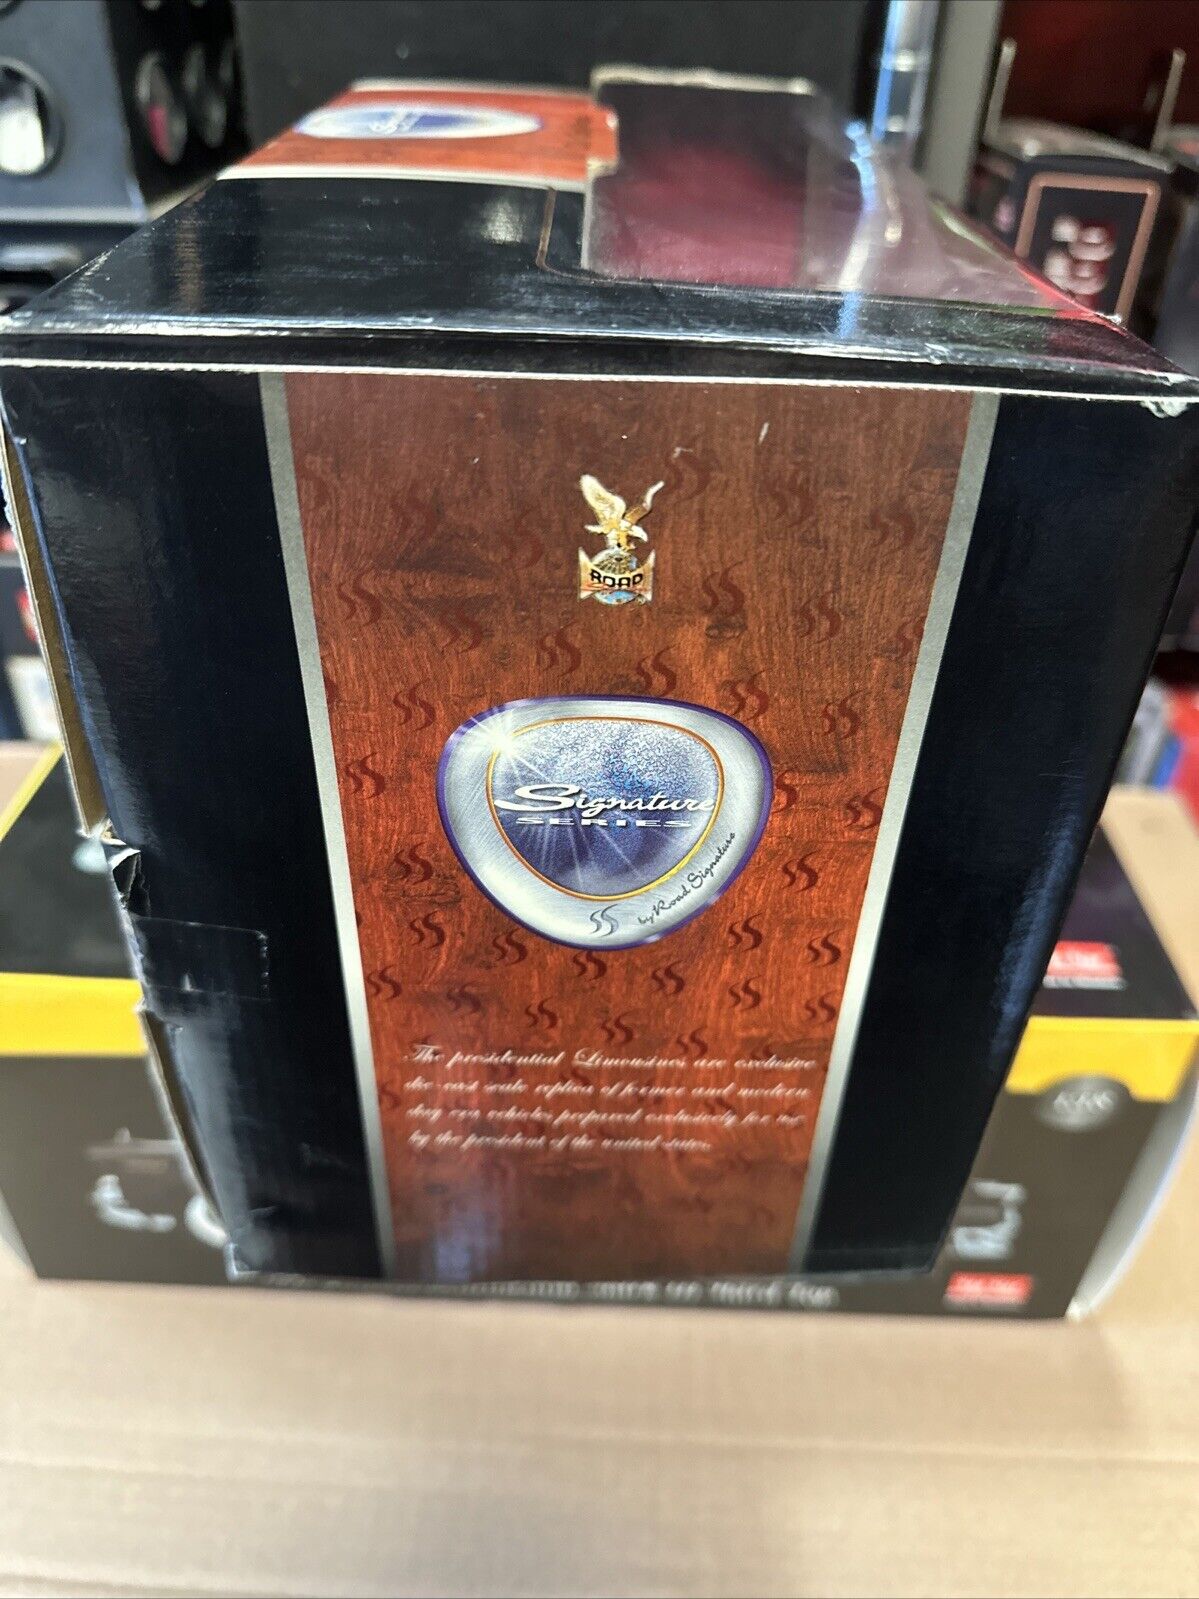 ROAD
Signature
SERIES
by Road Signature
The presidential Limousines are exclusive
die-cast scale replica of former and modern
day era vehicles prepared exclusively for use
by the president of the united states.